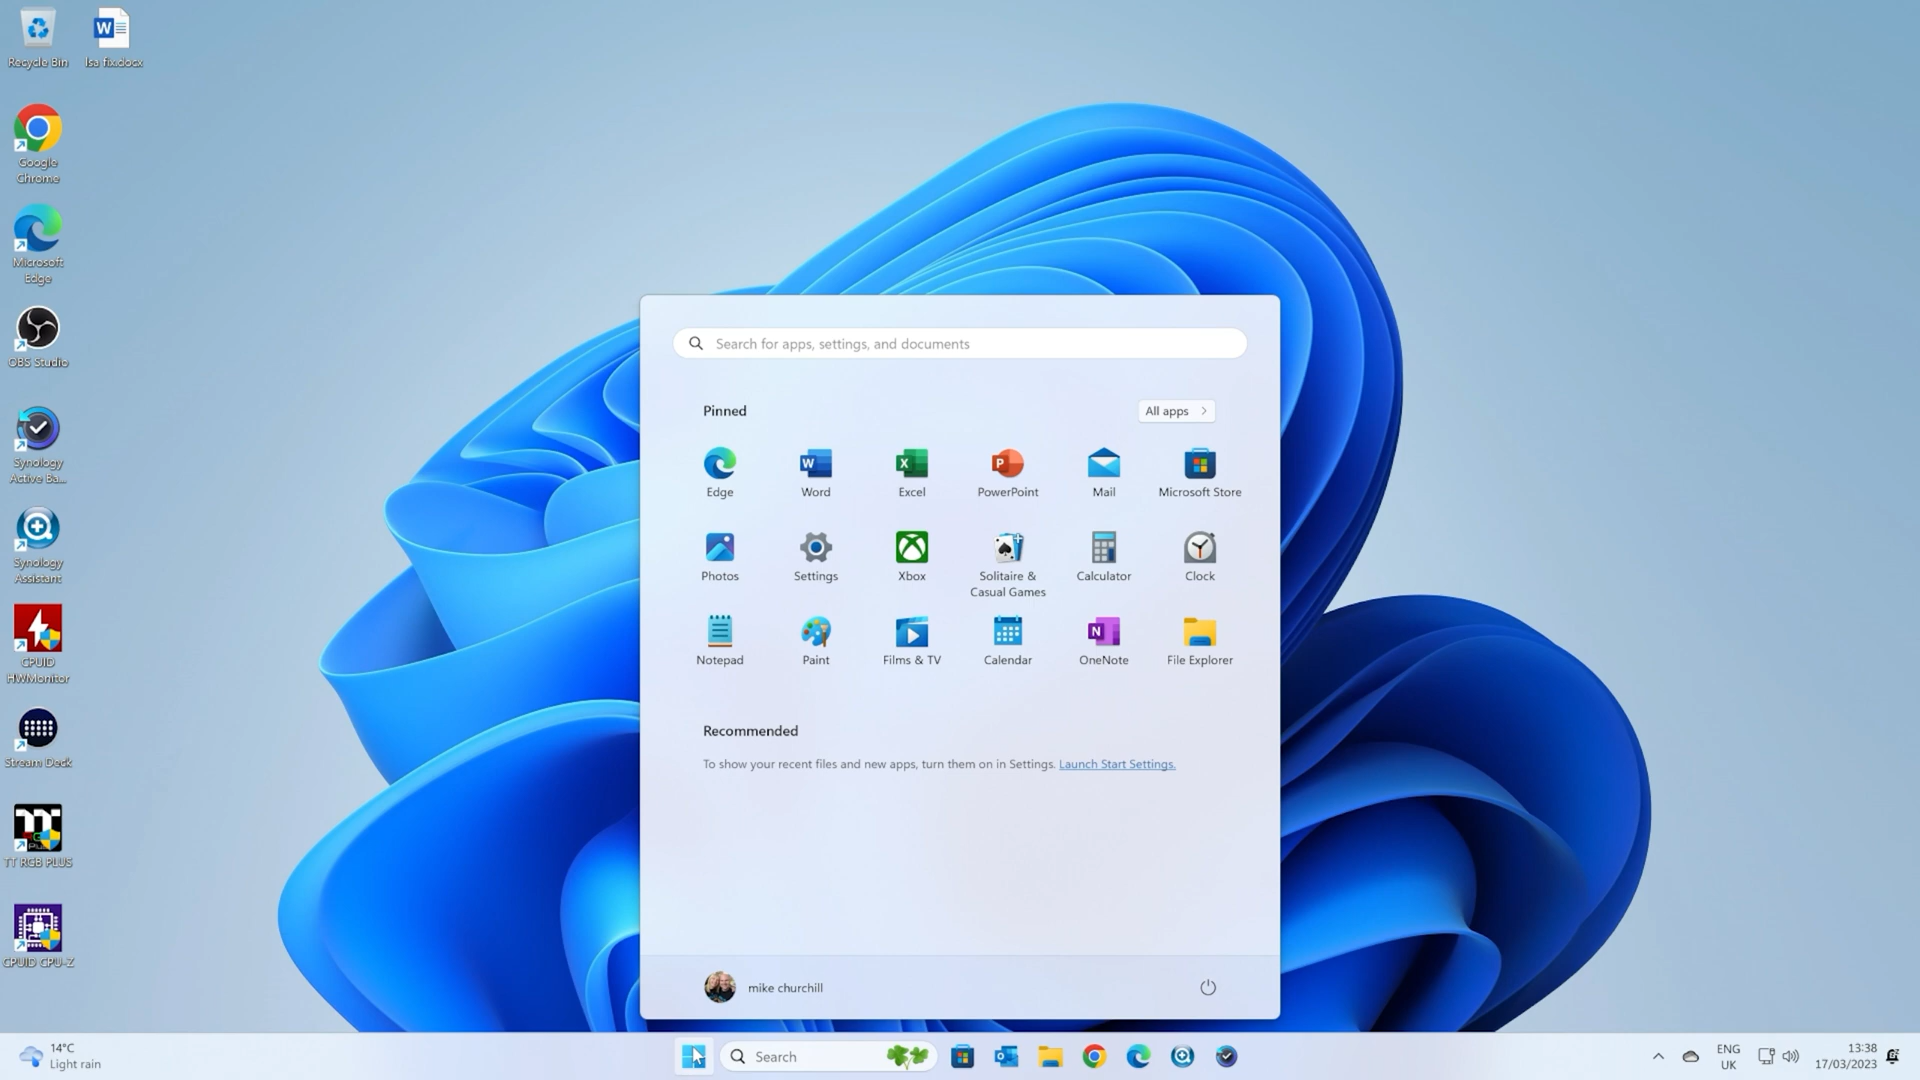 Recycle Bin
lsa fix.docx
Google
Chrome
Microsoft
Edge
OBS Studio
Synology
Active Ba...
Synology
Assistant
CPUID
HWMonitor
Stream Deck
TT RGB PLUS
CPUID CPU-Z
Search for apps, settings, and documents
Pinned
All apps
Edge
Word
Excel
PowerPoint
Mail
Microsoft Store
Photos
Settings
Xbox
Solitaire &
Casual Games
Calculator
Clock
Notepad
Paint
Films & TV
Calendar
OneNote
File Explorer
Recommended
To show your recent files and new apps, turn them on in Settings. Launch Start Settings.
mike churchill
14°C
Light rain
Search
ENG
UK
13:38
17/03/2023